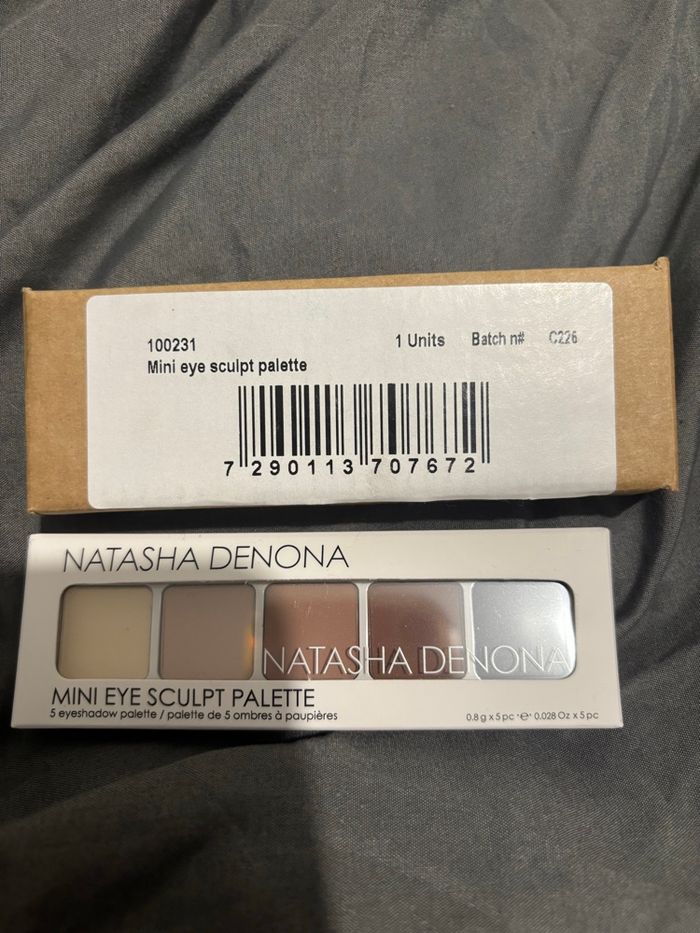 100231 1 Units Batch n# C226
Mini eye sculpt palette
7 290113 707672
NATASHA DENONA
NATASHA DENONA
MINI EYE SCULPT PALETTE
5 eyeshadow palette / palette de 5 ombres à paupières 0.8 g x 5 pc ℮ 0.028 Oz x 5 pc